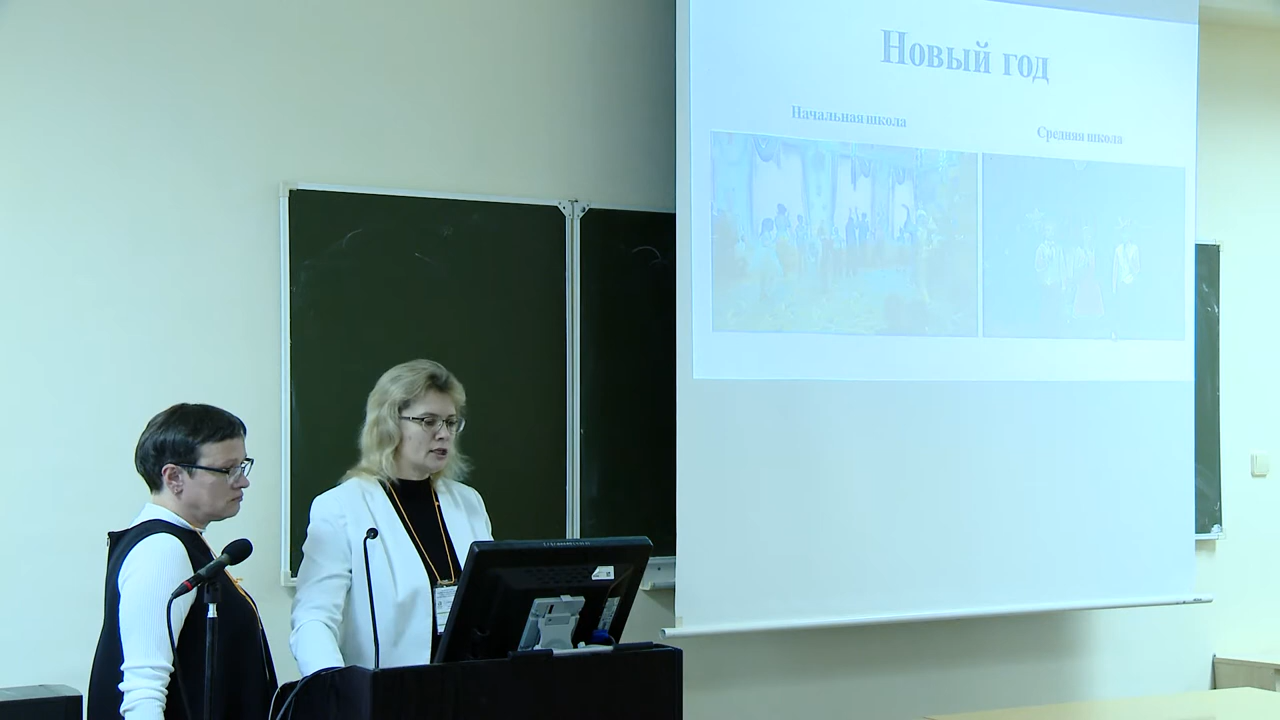 Новый год
Начальная школа
Средняя школа